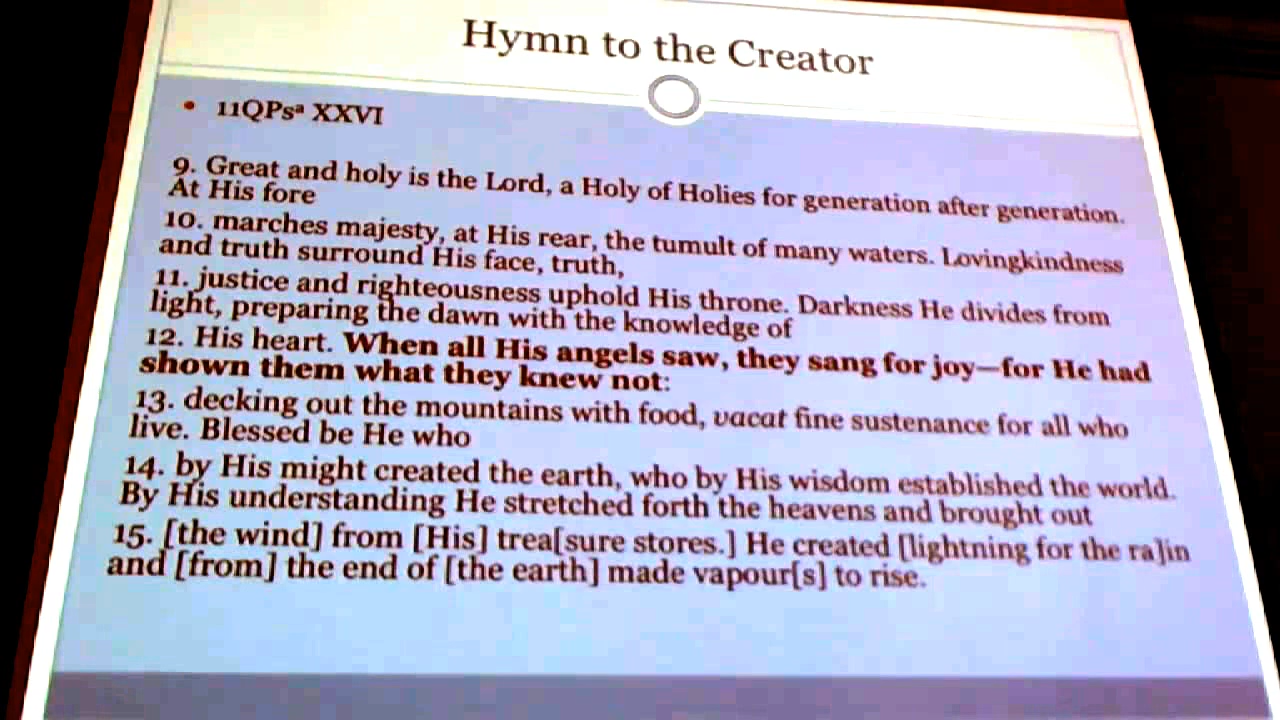 Hymn to the Creator
• 11QPsᵃ XXVI
9. Great and holy is the Lord, a Holy of Holies for generation after generation.
At His fore
10. marches majesty, at His rear, the tumult of many waters. Lovingkindness
and truth surround His face, truth,
11. justice and righteousness uphold His throne. Darkness He divides from
light, preparing the dawn with the knowledge of
12. His heart. When all His angels saw, they sang for joy—for He had
shown them what they knew not:
13. decking out the mountains with food, vacat fine sustenance for all who
live. Blessed be He who
14. by His might created the earth, who by His wisdom established the world.
By His understanding He stretched forth the heavens and brought out
15. [the wind] from [His] trea[sure stores.] He created [lightning for the ra]in
and [from] the end of [the earth] made vapour[s] to rise.